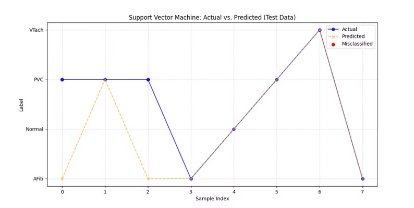 Support Vector Machine: Actual vs. Predicted (Test Data)
Actual
Predicted
Misclassified
VTach
PVC
Normal
AFib
Label
0 1 2 3 4 5 6 7
Sample Index